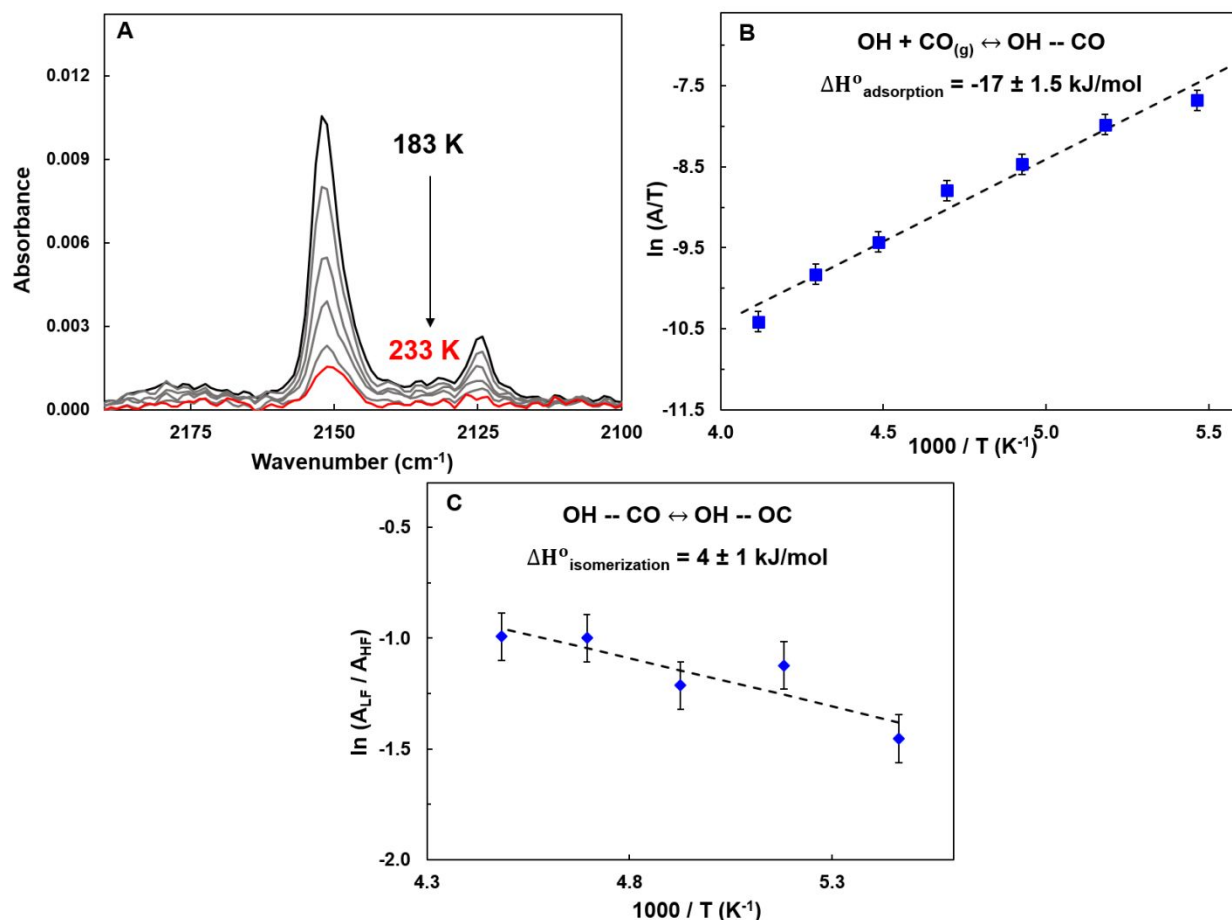 A
0.012
0.009
0.006
0.003
0.000
Absorbance
183 K
233 K
2175
2150
2125
2100
Wavenumber (cm⁻¹)
B
OH + CO(g) ↔ OH -- CO
ΔH°adsorption = -17 ± 1.5 kJ/mol
-7.5
-8.5
-9.5
-10.5
-11.5
ln (A/T)
4.0
4.5
5.0
5.5
1000 / T (K⁻¹)
C
OH -- CO ↔ OH -- OC
ΔH°isomerization = 4 ± 1 kJ/mol
-0.5
-1.0
-1.5
-2.0
ln (A_LF / A_HF)
4.3
4.8
5.3
1000 / T (K⁻¹)